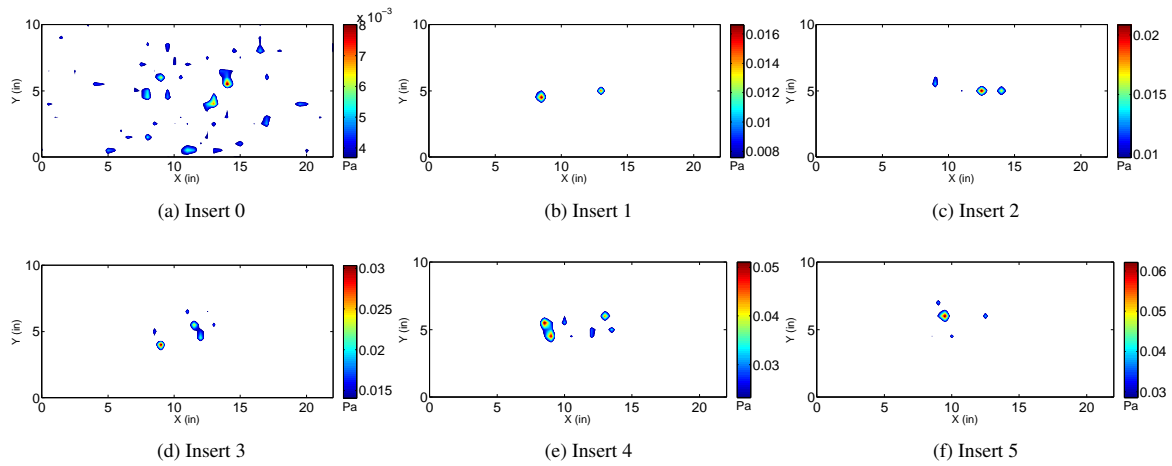 x 10⁻³
10
5
0
Y (in)
0 5 10 15 20
X (in)
8
7
6
5
4
Pa
(a) Insert 0
10
5
0
Y (in)
0 5 10 15 20
X (in)
0.016
0.014
0.012
0.01
0.008
Pa
(b) Insert 1
10
5
0
Y (in)
0 5 10 15 20
X (in)
0.02
0.015
0.01
Pa
(c) Insert 2
10
5
0
Y (in)
0 5 10 15 20
X (in)
0.03
0.025
0.02
0.015
Pa
(d) Insert 3
10
5
0
Y (in)
0 5 10 15 20
X (in)
0.05
0.04
0.03
Pa
(e) Insert 4
10
5
0
Y (in)
0 5 10 15 20
X (in)
0.06
0.05
0.04
0.03
Pa
(f) Insert 5